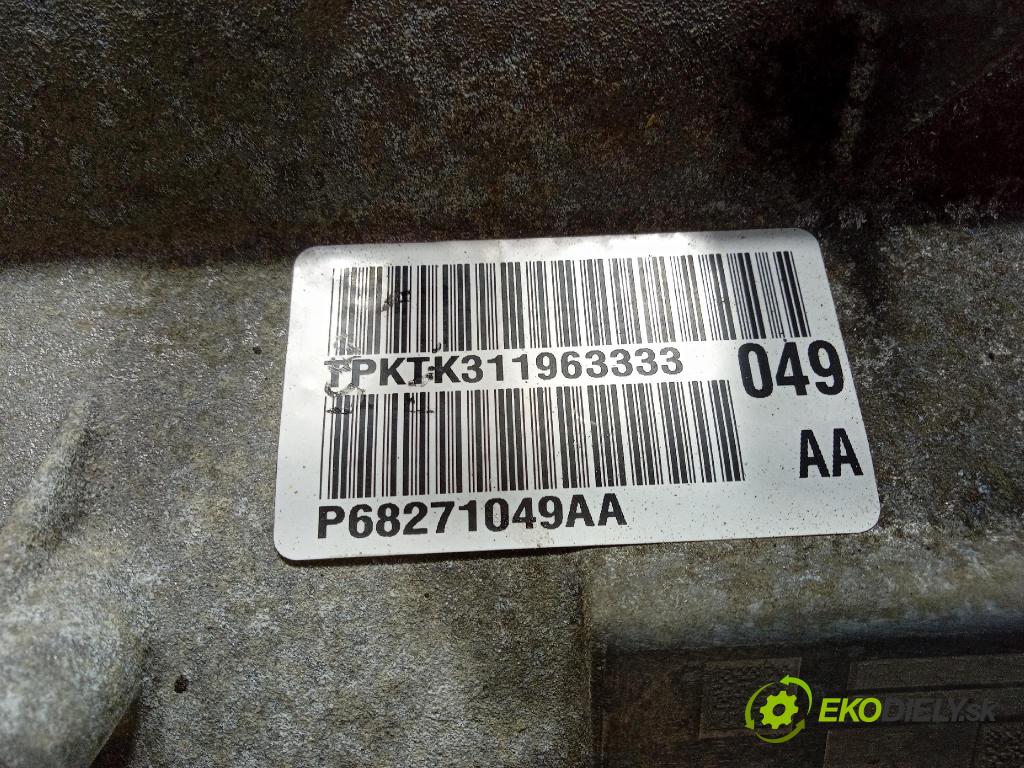 TPKTK311963333
049
AA
P68271049AA
EKODIELY.sk